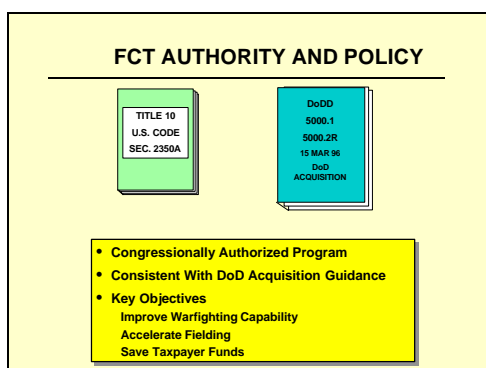 FCT AUTHORITY AND POLICY
TITLE 10
U.S. CODE
SEC. 2350A
DoDD
5000.1
5000.2R
15 MAR 96
DoD
ACQUISITION
• Congressionally Authorized Program
• Consistent With DoD Acquisition Guidance
• Key Objectives
Improve Warfighting Capability
Accelerate Fielding
Save Taxpayer Funds